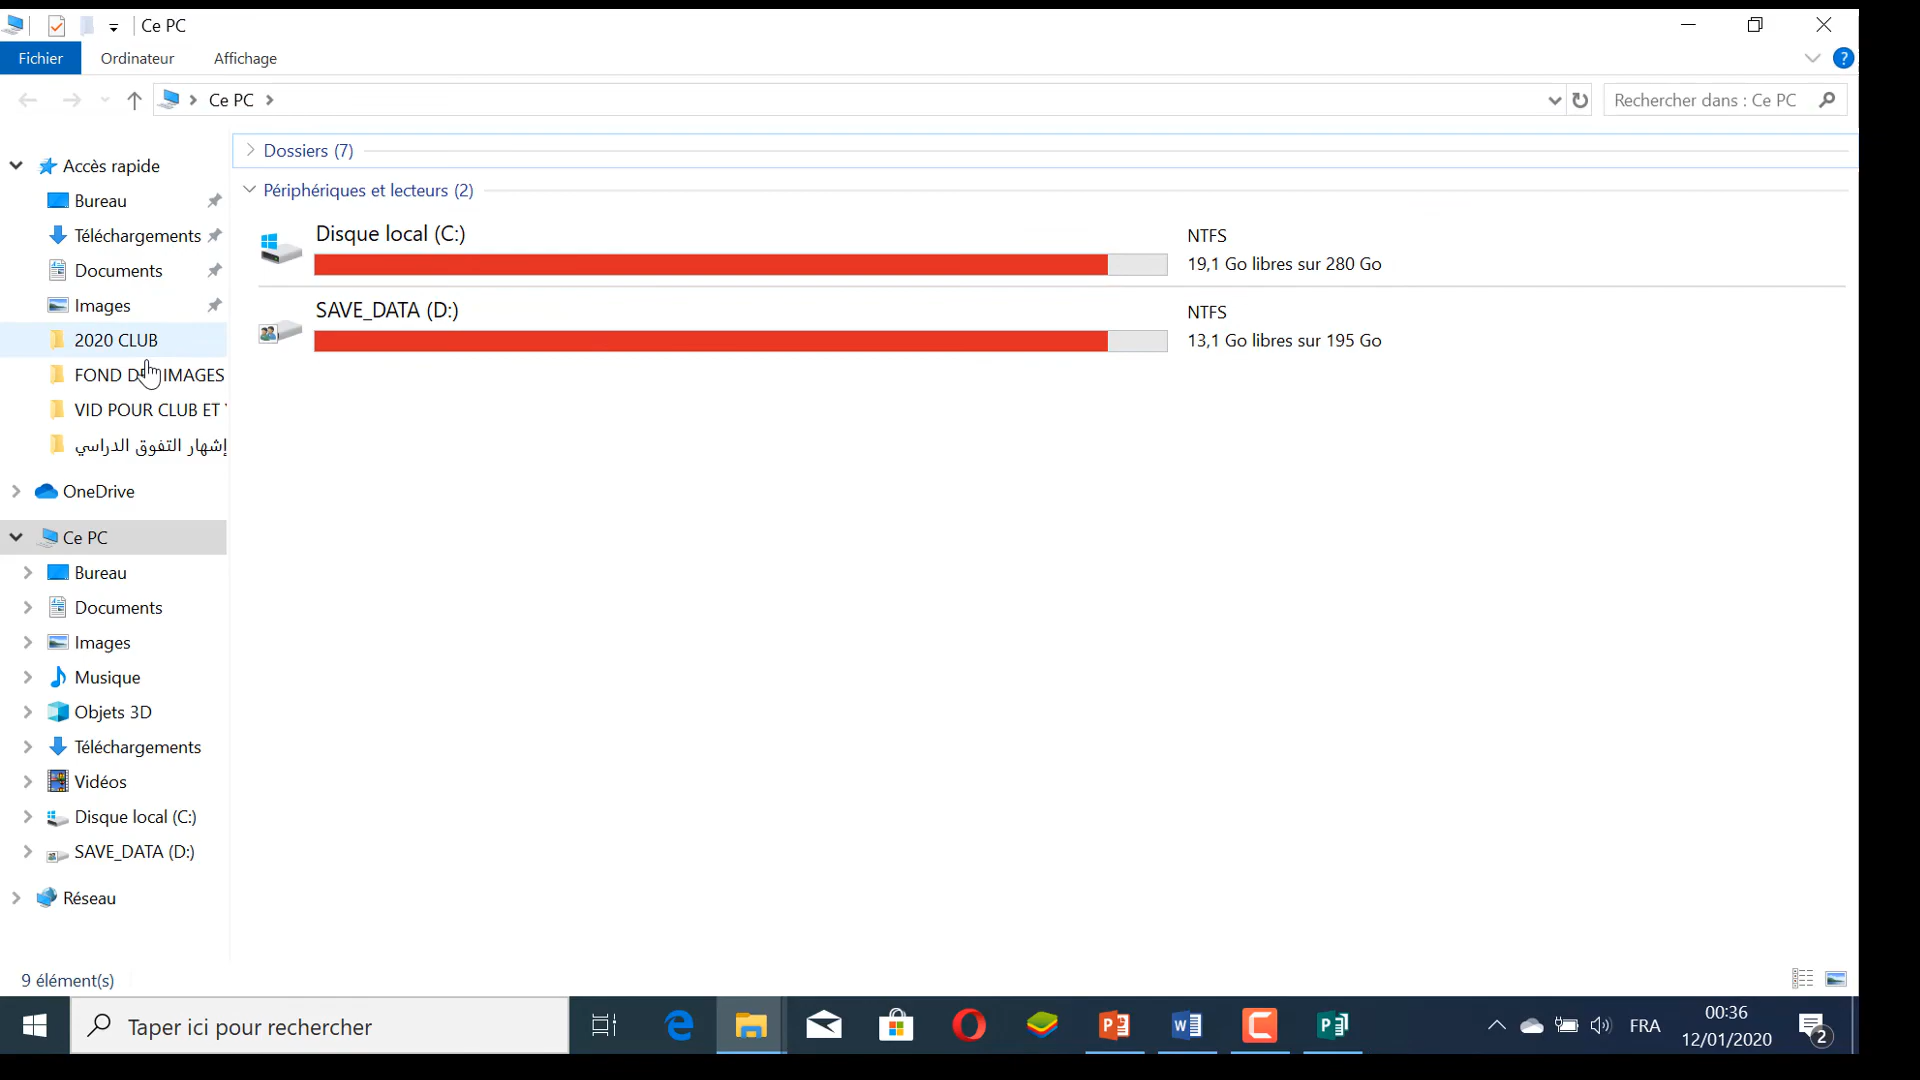 Ce PC
Fichier
Ordinateur
Affichage
Ce PC
Rechercher dans : Ce PC
Accès rapide
Bureau
Téléchargements
Documents
Images
2020 CLUB
FOND DE IMAGES
VID POUR CLUB ET
إشهار التفوق الدراسي
OneDrive
Ce PC
Bureau
Documents
Images
Musique
Objets 3D
Téléchargements
Vidéos
Disque local (C:)
SAVE_DATA (D:)
Réseau
Dossiers (7)
Périphériques et lecteurs (2)
Disque local (C:)
NTFS
19,1 Go libres sur 280 Go
SAVE_DATA (D:)
NTFS
13,1 Go libres sur 195 Go
9 élément(s)
Taper ici pour rechercher
FRA
00:36
12/01/2020
2